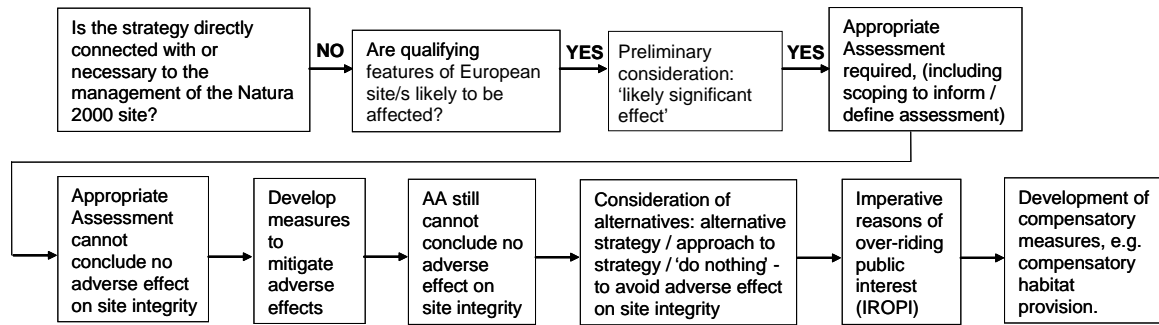 Is the strategy directly
connected with or
necessary to the
management of the Natura
2000 site?
NO
Are qualifying
features of European
site/s likely to be
affected?
YES
Preliminary
consideration:
‘likely significant
effect’
YES
Appropriate
Assessment
required, (including
scoping to inform /
define assessment)
Appropriate
Assessment
cannot
conclude no
adverse effect
on site integrity
Develop
measures to
mitigate
adverse
effects
AA still
cannot
conclude no
adverse
effect on
site integrity
Consideration of
alternatives: alternative
strategy / approach to
strategy / ‘do nothing’ -
to avoid adverse effect
on site integrity
Imperative
reasons of
over-riding
public
interest
(IROPI)
Development of
compensatory
measures, e.g.
compensatory
habitat
provision.